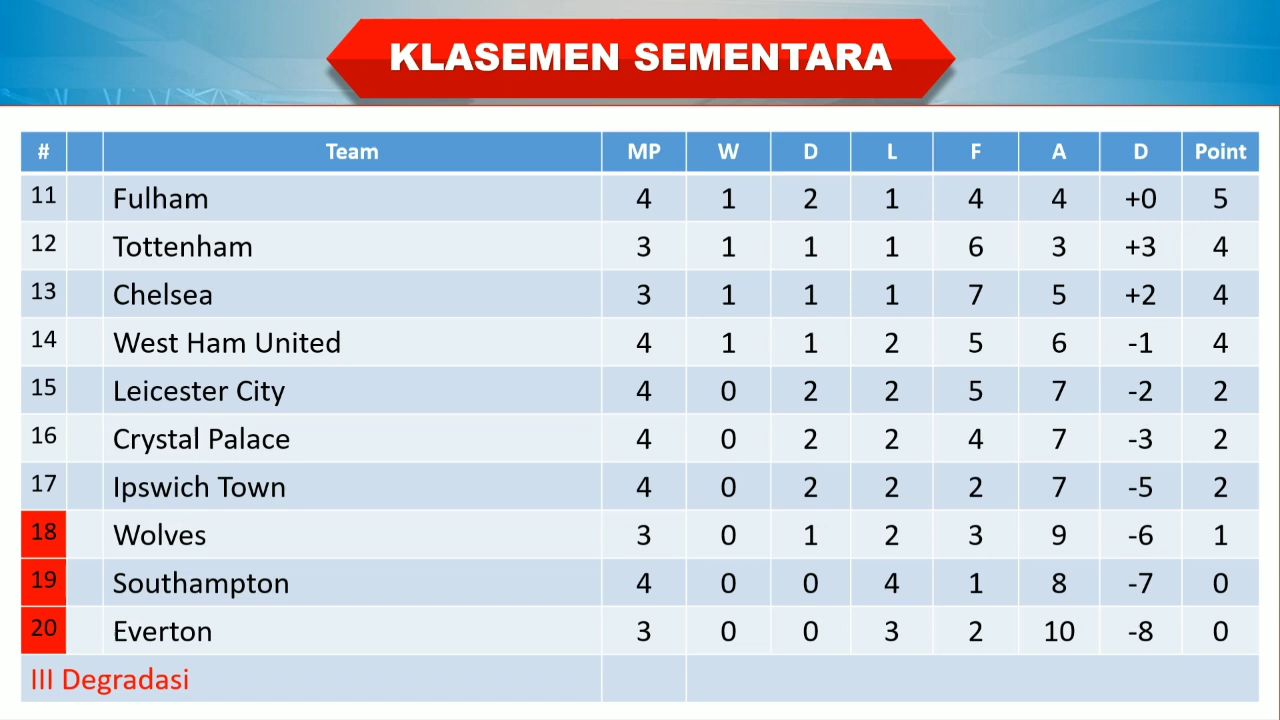 KLASEMEN SEMENTARA
# Team MP W D L F A D Point
11 Fulham 4 1 2 1 4 4 +0 5
12 Tottenham 3 1 1 1 6 3 +3 4
13 Chelsea 3 1 1 1 7 5 +2 4
14 West Ham United 4 1 1 2 5 6 -1 4
15 Leicester City 4 0 2 2 5 7 -2 2
16 Crystal Palace 4 0 2 2 4 7 -3 2
17 Ipswich Town 4 0 2 2 2 7 -5 2
18 Wolves 3 0 1 2 3 9 -6 1
19 Southampton 4 0 0 4 1 8 -7 0
20 Everton 3 0 0 3 2 10 -8 0
III Degradasi